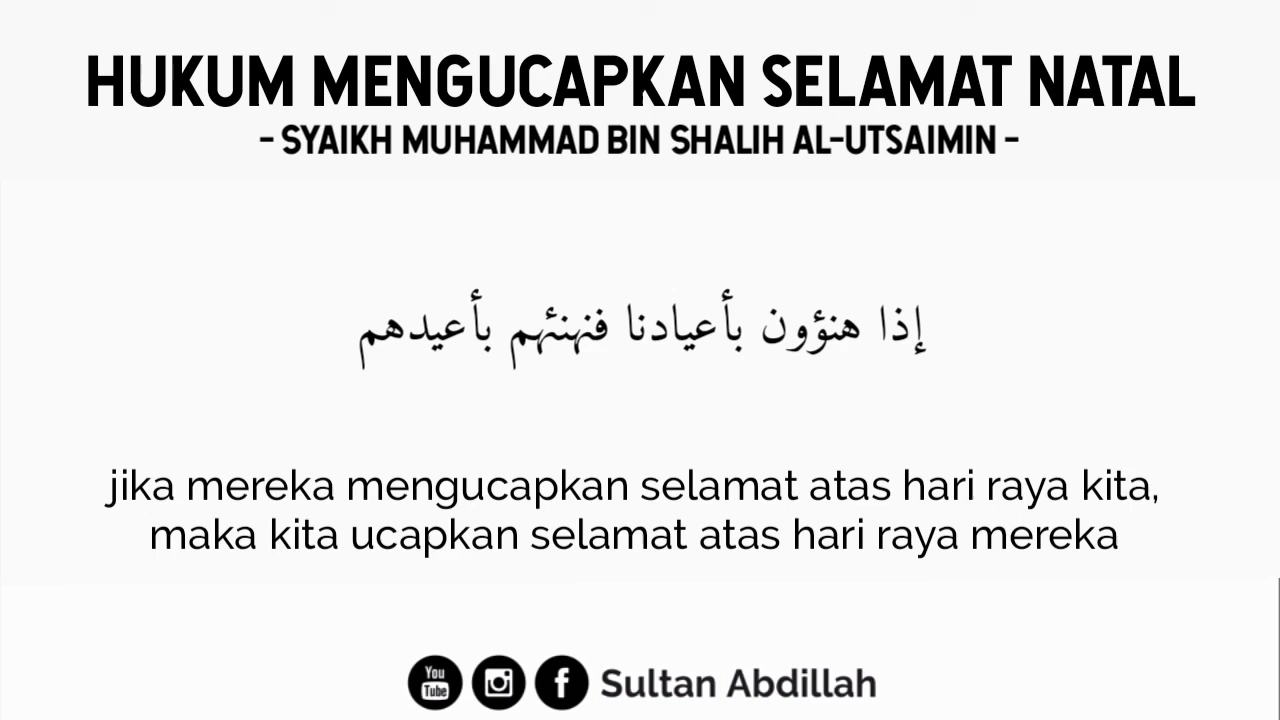 HUKUM MENGUCAPKAN SELAMAT NATAL
- SYAIKH MUHAMMAD BIN SHALIH AL-UTSAIMIN -
إذا هنؤون بأعيادنا فنهنئهم بأعيدهم
jika mereka mengucapkan selamat atas hari raya kita,
maka kita ucapkan selamat atas hari raya mereka
You Tube f Sultan Abdillah